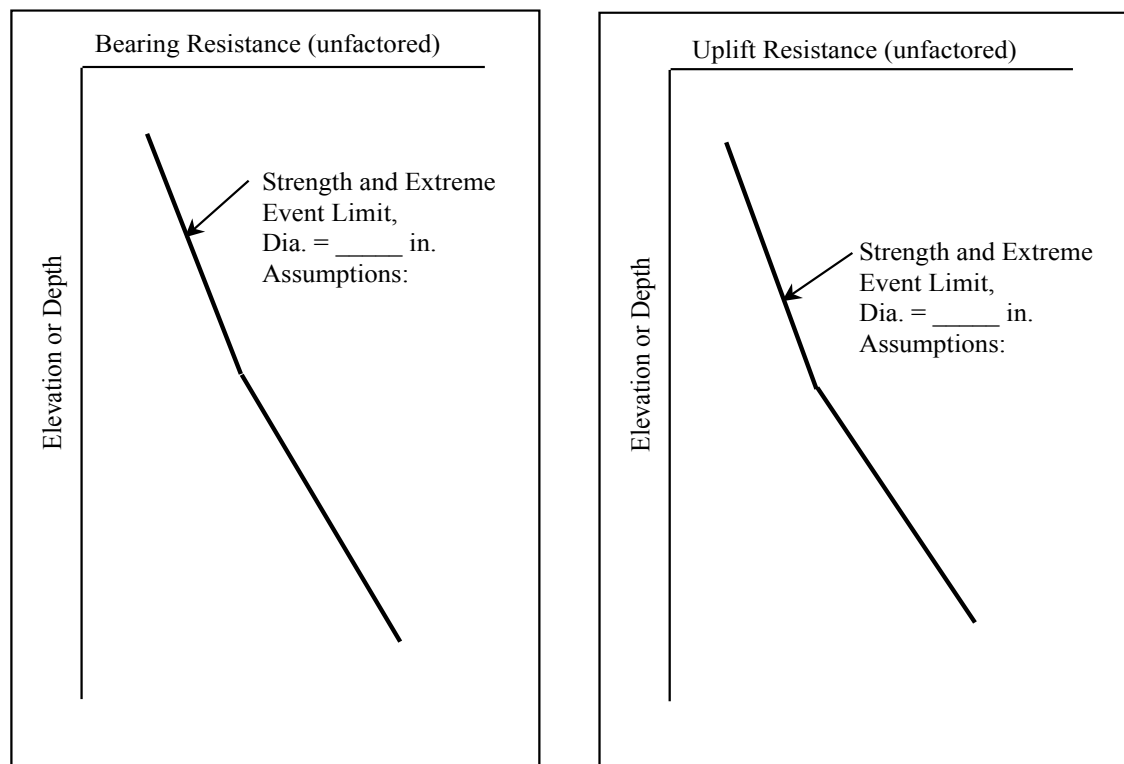 Bearing Resistance (unfactored)
Elevation or Depth
Strength and Extreme
Event Limit,
Dia. = _____ in.
Assumptions:
Uplift Resistance (unfactored)
Elevation or Depth
Strength and Extreme
Event Limit,
Dia. = _____ in.
Assumptions: